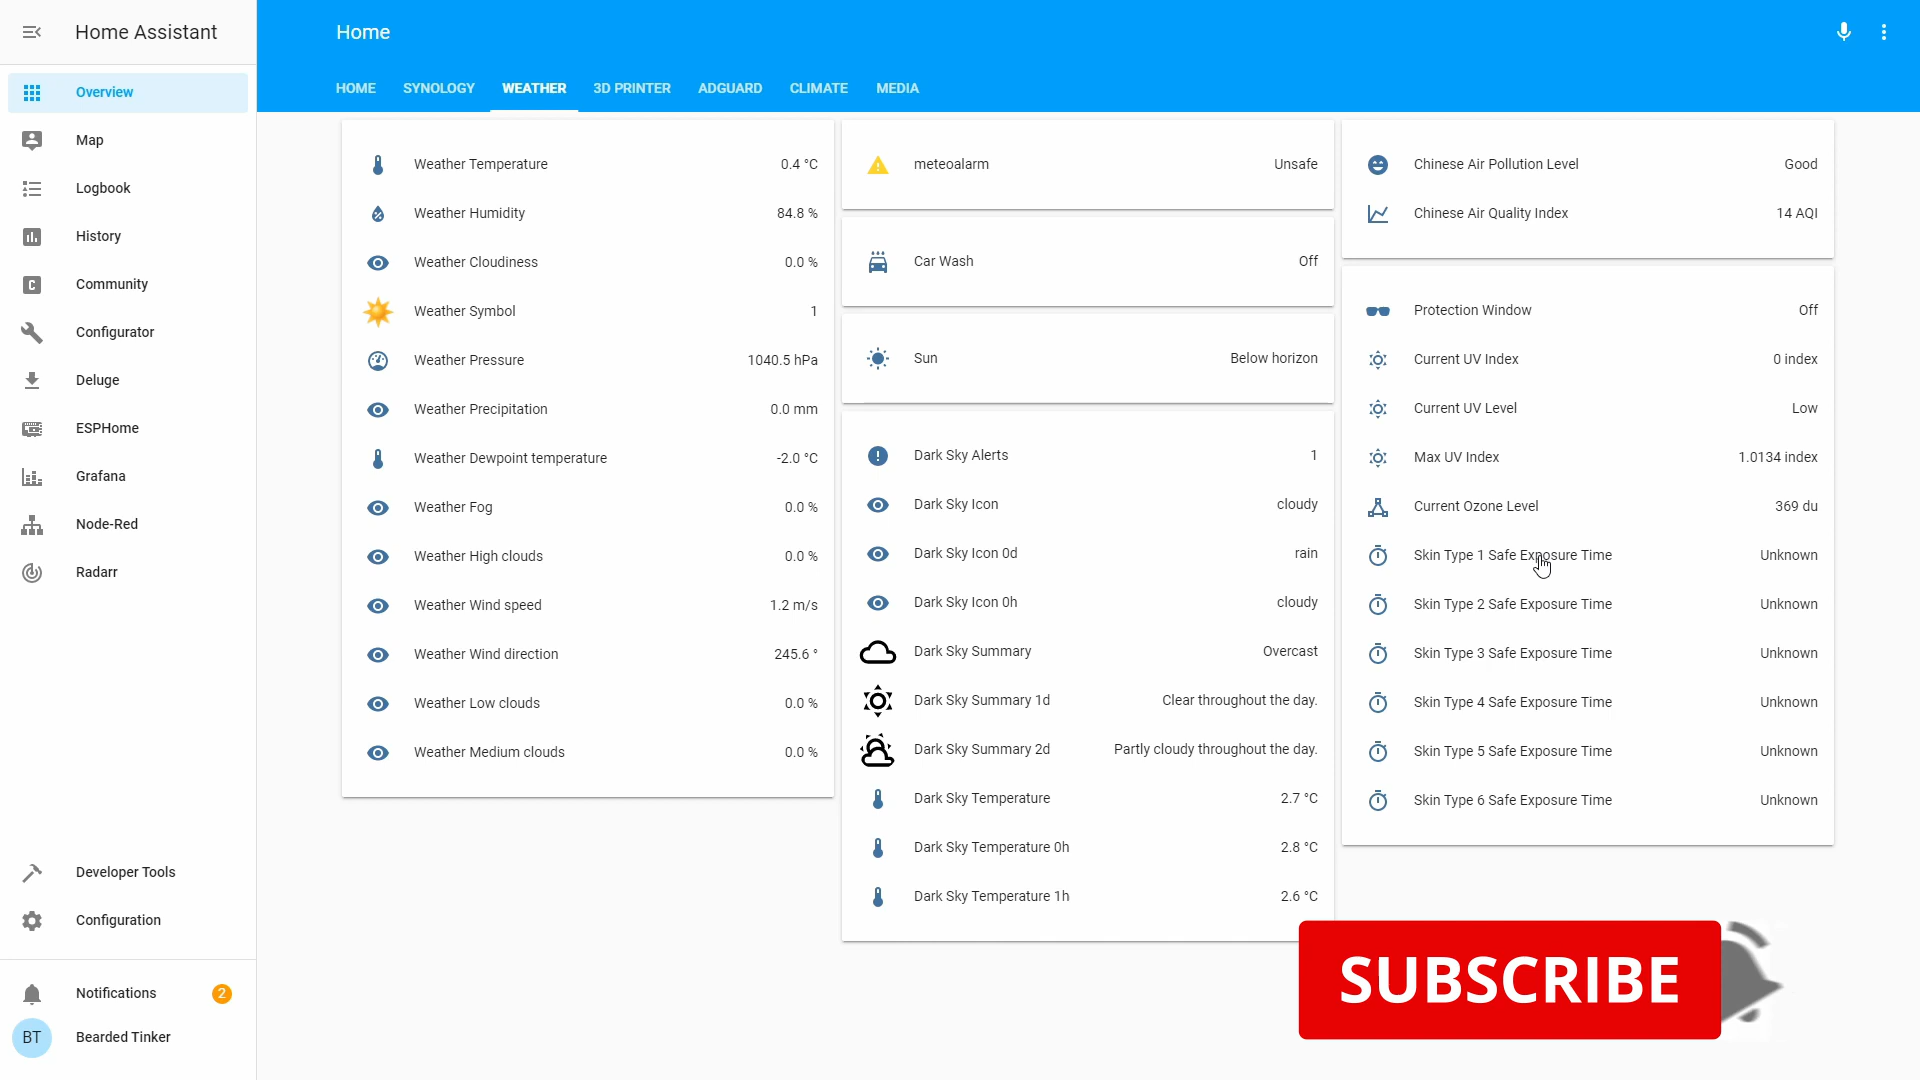 Home Assistant
Overview
Map
Logbook
History
C Community
Configurator
Deluge
ESPHome
Grafana
Node-Red
Radarr
Developer Tools
Configuration
Notifications 2
BT Bearded Tinker
Home
HOME SYNOLOGY WEATHER 3D PRINTER ADGUARD CLIMATE MEDIA
Weather Temperature 0.4 °C
Weather Humidity 84.8 %
Weather Cloudiness 0.0 %
Weather Symbol 1
Weather Pressure 1040.5 hPa
Weather Precipitation 0.0 mm
Weather Dewpoint temperature -2.0 °C
Weather Fog 0.0 %
Weather High clouds 0.0 %
Weather Wind speed 1.2 m/s
Weather Wind direction 245.6 °
Weather Low clouds 0.0 %
Weather Medium clouds 0.0 %
meteoalarm Unsafe
Car Wash Off
Sun Below horizon
Dark Sky Alerts 1
Dark Sky Icon cloudy
Dark Sky Icon 0d rain
Dark Sky Icon 0h cloudy
Dark Sky Summary Overcast
Dark Sky Summary 1d Clear throughout the day.
Dark Sky Summary 2d Partly cloudy throughout the day.
Dark Sky Temperature 2.7 °C
Dark Sky Temperature 0h 2.8 °C
Dark Sky Temperature 1h 2.6 °C
Chinese Air Pollution Level Good
Chinese Air Quality Index 14 AQI
Protection Window Off
Current UV Index 0 index
Current UV Level Low
Max UV Index 1.0134 index
Current Ozone Level 369 du
Skin Type 1 Safe Exposure Time Unknown
Skin Type 2 Safe Exposure Time Unknown
Skin Type 3 Safe Exposure Time Unknown
Skin Type 4 Safe Exposure Time Unknown
Skin Type 5 Safe Exposure Time Unknown
Skin Type 6 Safe Exposure Time Unknown
SUBSCRIBE